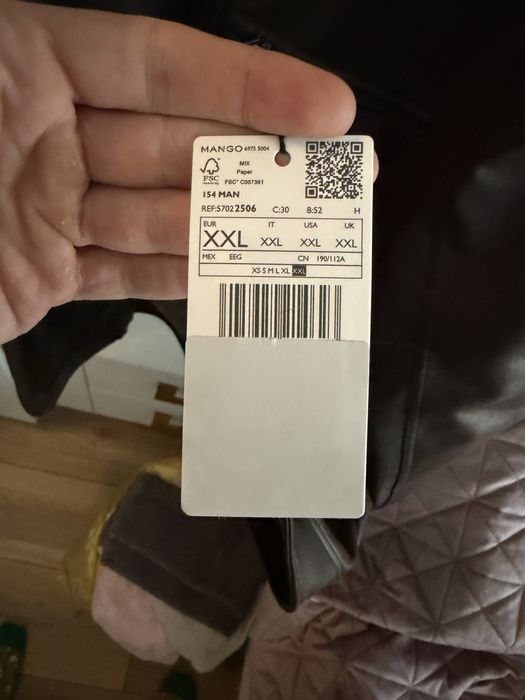 MANGO 6975 5004
MIX
Paper
FSC
FSC® C057361
154 MAN
REF:57022506 C:30 B:52 H
EUR IT USA UK
XXL XXL XXL XXL
MEX EEG CN 190/112A
XS S M L XL XXL